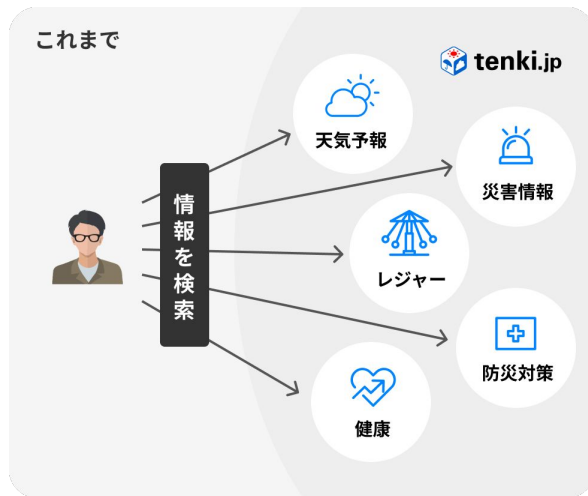 これまで
tenki.jp
天気予報
災害情報
情報を検索
レジャー
防災対策
健康